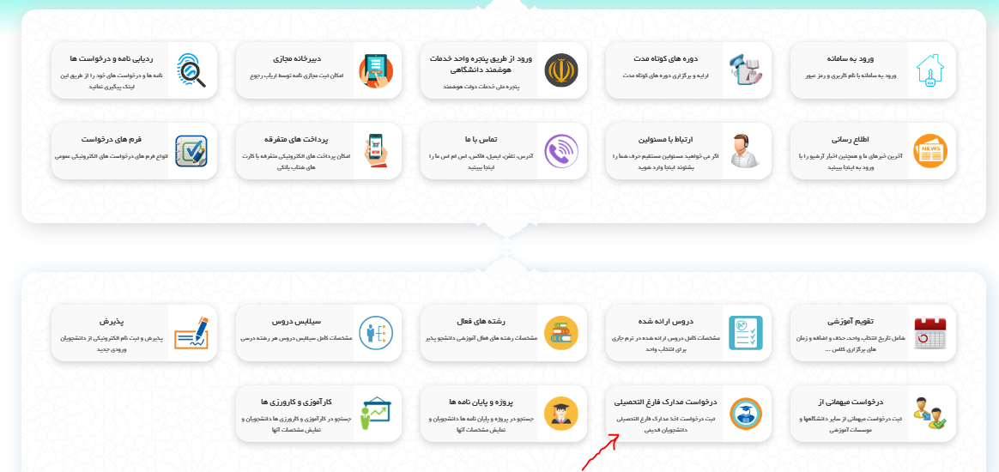 ورود به سامانه
ورود به سامانه با نام کاربری و رمز عبور
دوره های کوتاه مدت
ارایه و برگزاری دوره های کوتاه مدت
ورود از طریق پنجره واحد خدمات
هوشمند دانشگاهی
پنجره ملی خدمات دولت هوشمند
دبیرخانه مجازی
امکان ثبت مجازی نامه توسط ارباب رجوع
ردیابی نامه و درخواست ها
نامه ها و درخواست های خود را از طریق این
لینک پیگیری نمائید
اطلاع رسانی
آخرین خبرهای ما و همچنین اخبار آرشیو را با
ورود به اینجا ببینید
NEWS
ارتباط با مسئولین
اگر می خواهید مسئولین مستقیم حرف شما را
بشنوند اینجا وارد شوید
تماس با ما
آدرس، تلفن، ایمیل، فاکس، اس ام اس ما را
اینجا ببینید
پرداخت های متفرقه
امکان پرداخت های الکترونیکی متفرقه با کارت
های شتاب بانکی
فرم های درخواست
انواع فرم های درخواست های الکترونیکی عمومی
تقویم آموزشی
شامل تاریخ انتخاب واحد، حذف و اضافه و زمان
های برگزاری کلاس ...
دروس ارائه شده
مشخصات کامل دروس ارائه شده در ترم جاری
برای انتخاب واحد
رشته های فعال
مشخصات رشته های فعال آموزشی دانشجو پذیر
سیلابس دروس
مشخصات کامل سیلابس دروس هر رشته درسی
پذیرش
پذیرش و ثبت نام الکترونیکی از دانشجویان
ورودی جدید
درخواست میهمانی از
ثبت درخواست میهمانی از سایر دانشگاهها و
موسسات آموزشی
درخواست مدارک فارغ التحصیلی
ثبت درخواست اخذ مدارک فارغ التحصیلی
دانشجویان قدیمی
پروژه و پایان نامه ها
جستجو در پروژه و پایان نامه ها دانشجویان و
نمایش مشخصات آنها
کارآموزی و کارورزی ها
جستجو در کارآموزی و کارورزی ها دانشجویان و
نمایش مشخصات آنها